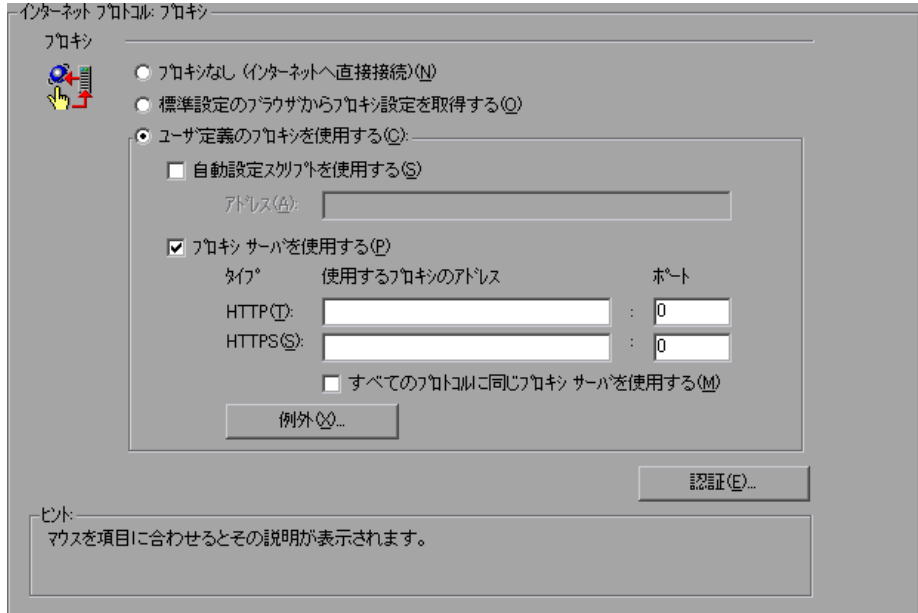 インターネット プロトコル: プロキシ
プロキシ
プロキシなし (インターネットへ直接接続)(N)
標準設定のブラウザからプロキシ設定を取得する(O)
ユーザ定義のプロキシを使用する(C):
自動設定スクリプトを使用する(S)
アドレス(A):
プロキシ サーバを使用する(P)
タイプ 使用するプロキシのアドレス ポート
HTTP(T): : 0
HTTPS(S): : 0
すべてのプロトコルに同じプロキシ サーバを使用する(M)
例外(X)...
認証(E)...
ヒント:
マウスを項目に合わせるとその説明が表示されます。